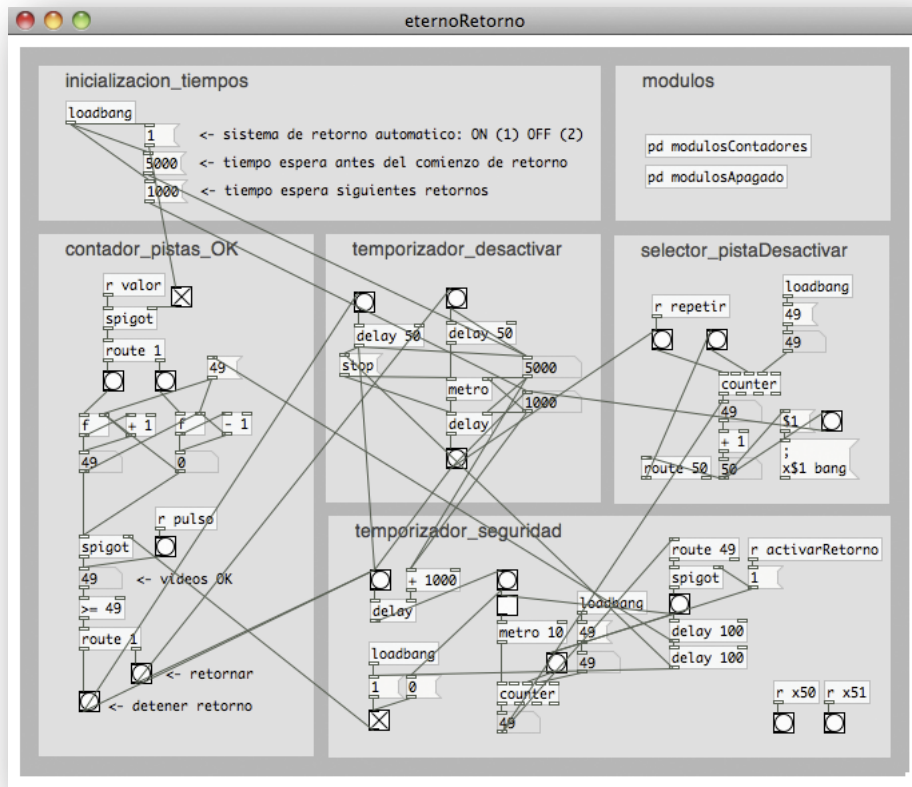 eternoRetorno
inicializacion_tiempos
loadbang
1
<- sistema de retorno automatico: ON (1) OFF (2)
5000
<- tiempo espera antes del comienzo de retorno
1000
<- tiempo espera siguientes retornos
modulos
pd modulosContadores
pd modulosApagado
contador_pistas_OK
r valor
spigot
route 1
49
f
+ 1
f
- 1
49
0
r pulso
spigot
49
<- videos OK
>= 49
route 1
<- retornar
<- detener retorno
temporizador_desactivar
delay 50
delay 50
stop
5000
metro
1000
delay
selector_pistaDesactivar
loadbang
r repetir
49
49
counter
49
$1
+ 1
;
x$1 bang
route 50
50
temporizador_seguridad
route 49
r activarRetorno
+ 1000
spigot
1
delay
loadbang
metro 10
49
delay 100
loadbang
49
delay 100
1
0
counter
49
r x50
r x51